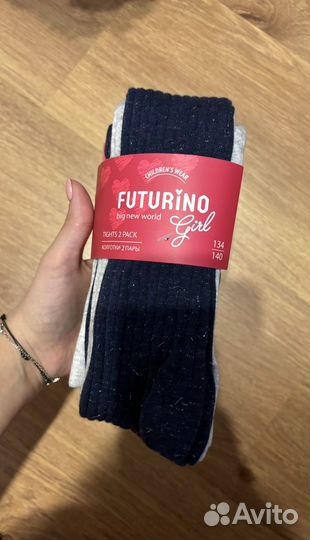 CHILDREN'S WEAR
FUTURINO
big new world
Girl
TIGHTS 2 PACK
КОЛГОТКИ 2 ПАРЫ
134
140
Avito